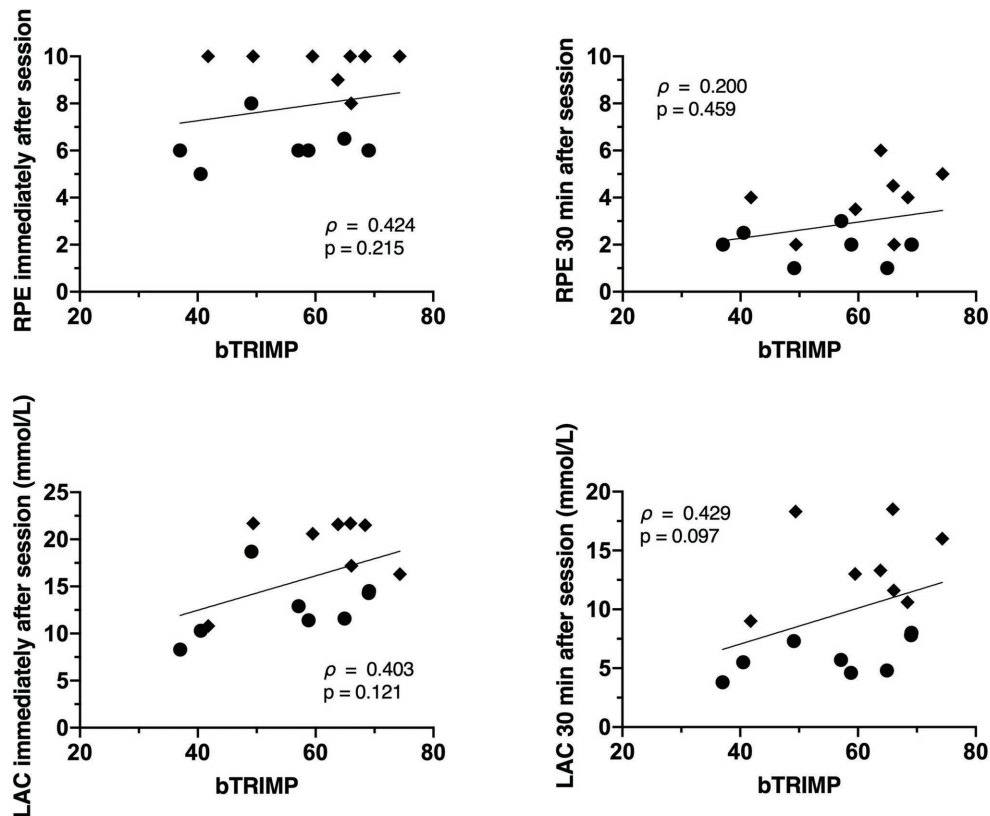 RPE immediately after session
10
8
6
4
2
0
ρ = 0.424
p = 0.215
20 40 60 80
bTRIMP
RPE 30 min after session
10
8
6
4
2
0
ρ = 0.200
p = 0.459
20 40 60 80
bTRIMP
LAC immediately after session (mmol/L)
25
20
15
10
5
0
ρ = 0.403
p = 0.121
20 40 60 80
bTRIMP
LAC 30 min after session (mmol/L)
20
15
10
5
0
ρ = 0.429
p = 0.097
20 40 60 80
bTRIMP